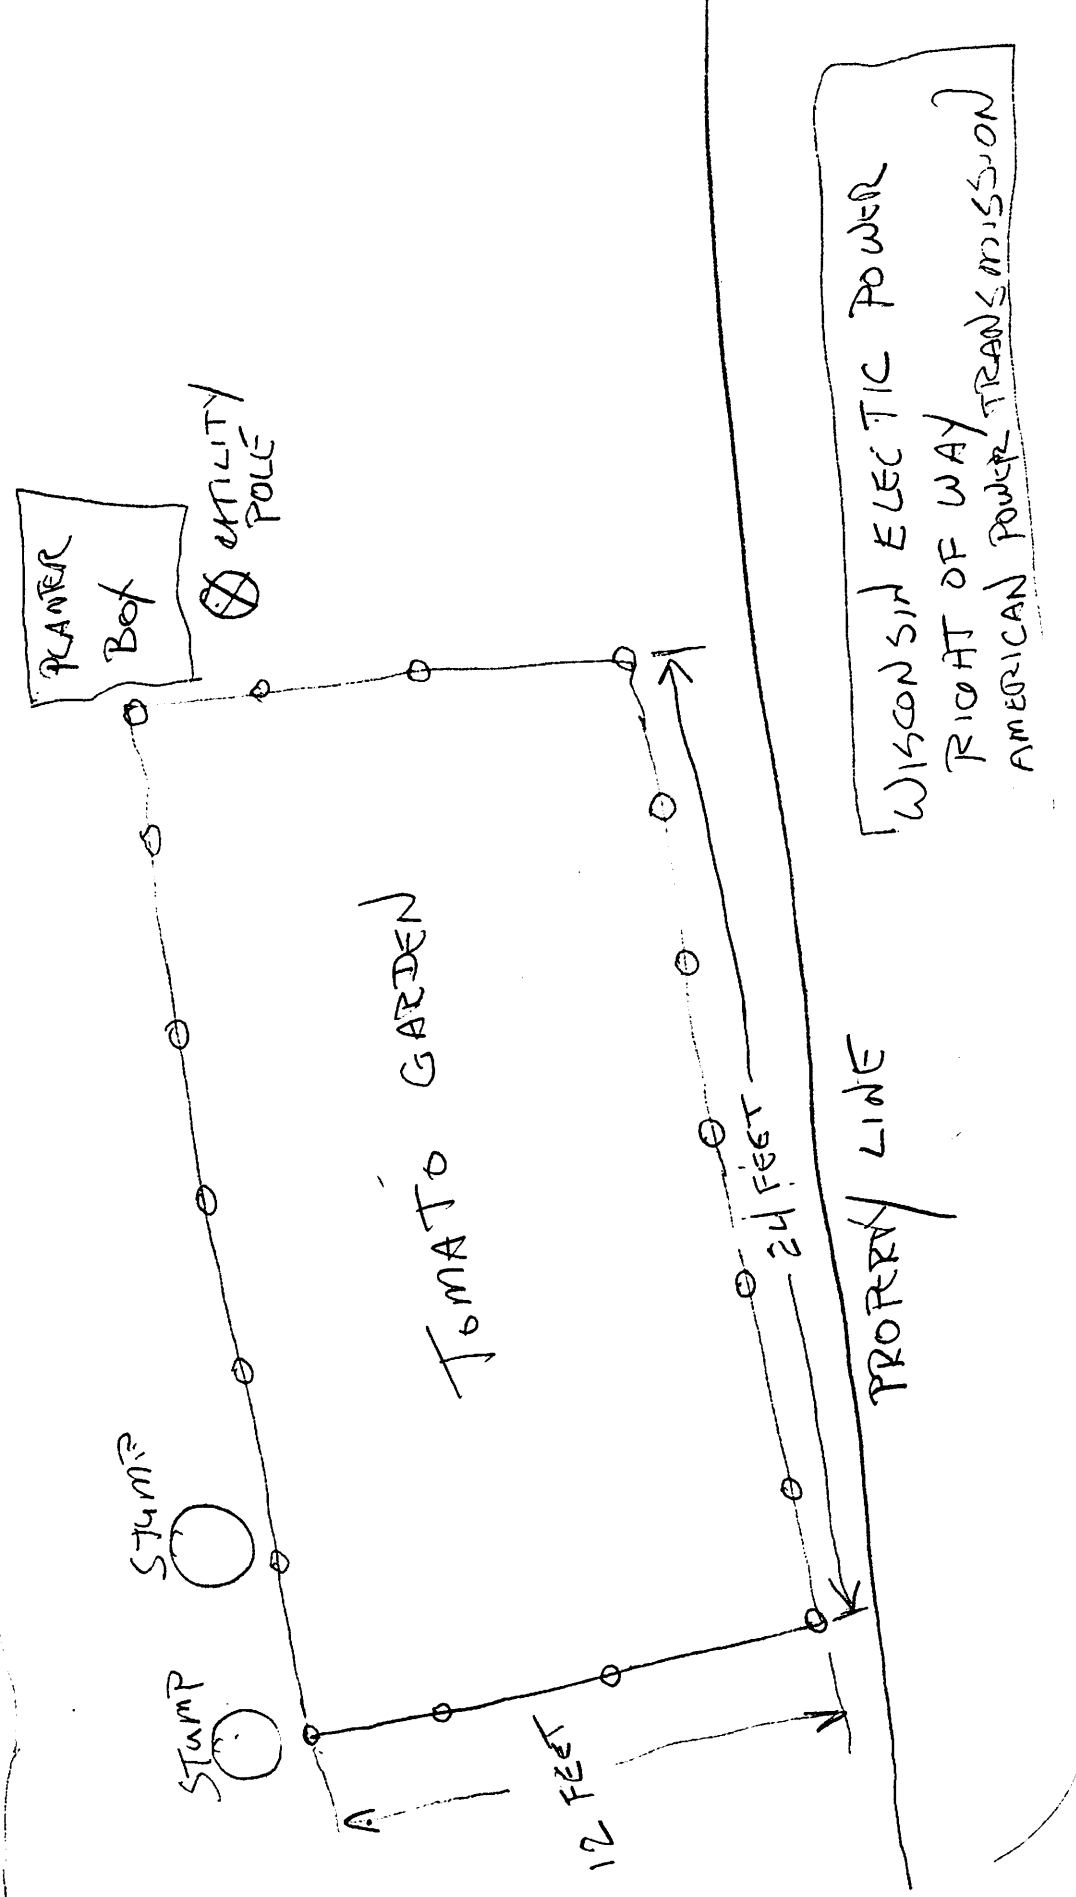 PLANTER
BOX
UTILITY
POLE
STUMP
STUMP
TOMATO GARDEN
24 FEET
12 FEET
PROPERY LINE
WISCONSIN ELECTIC POWER
RIGHT OF WAY
AMERICAN POWER TRANSMISSION